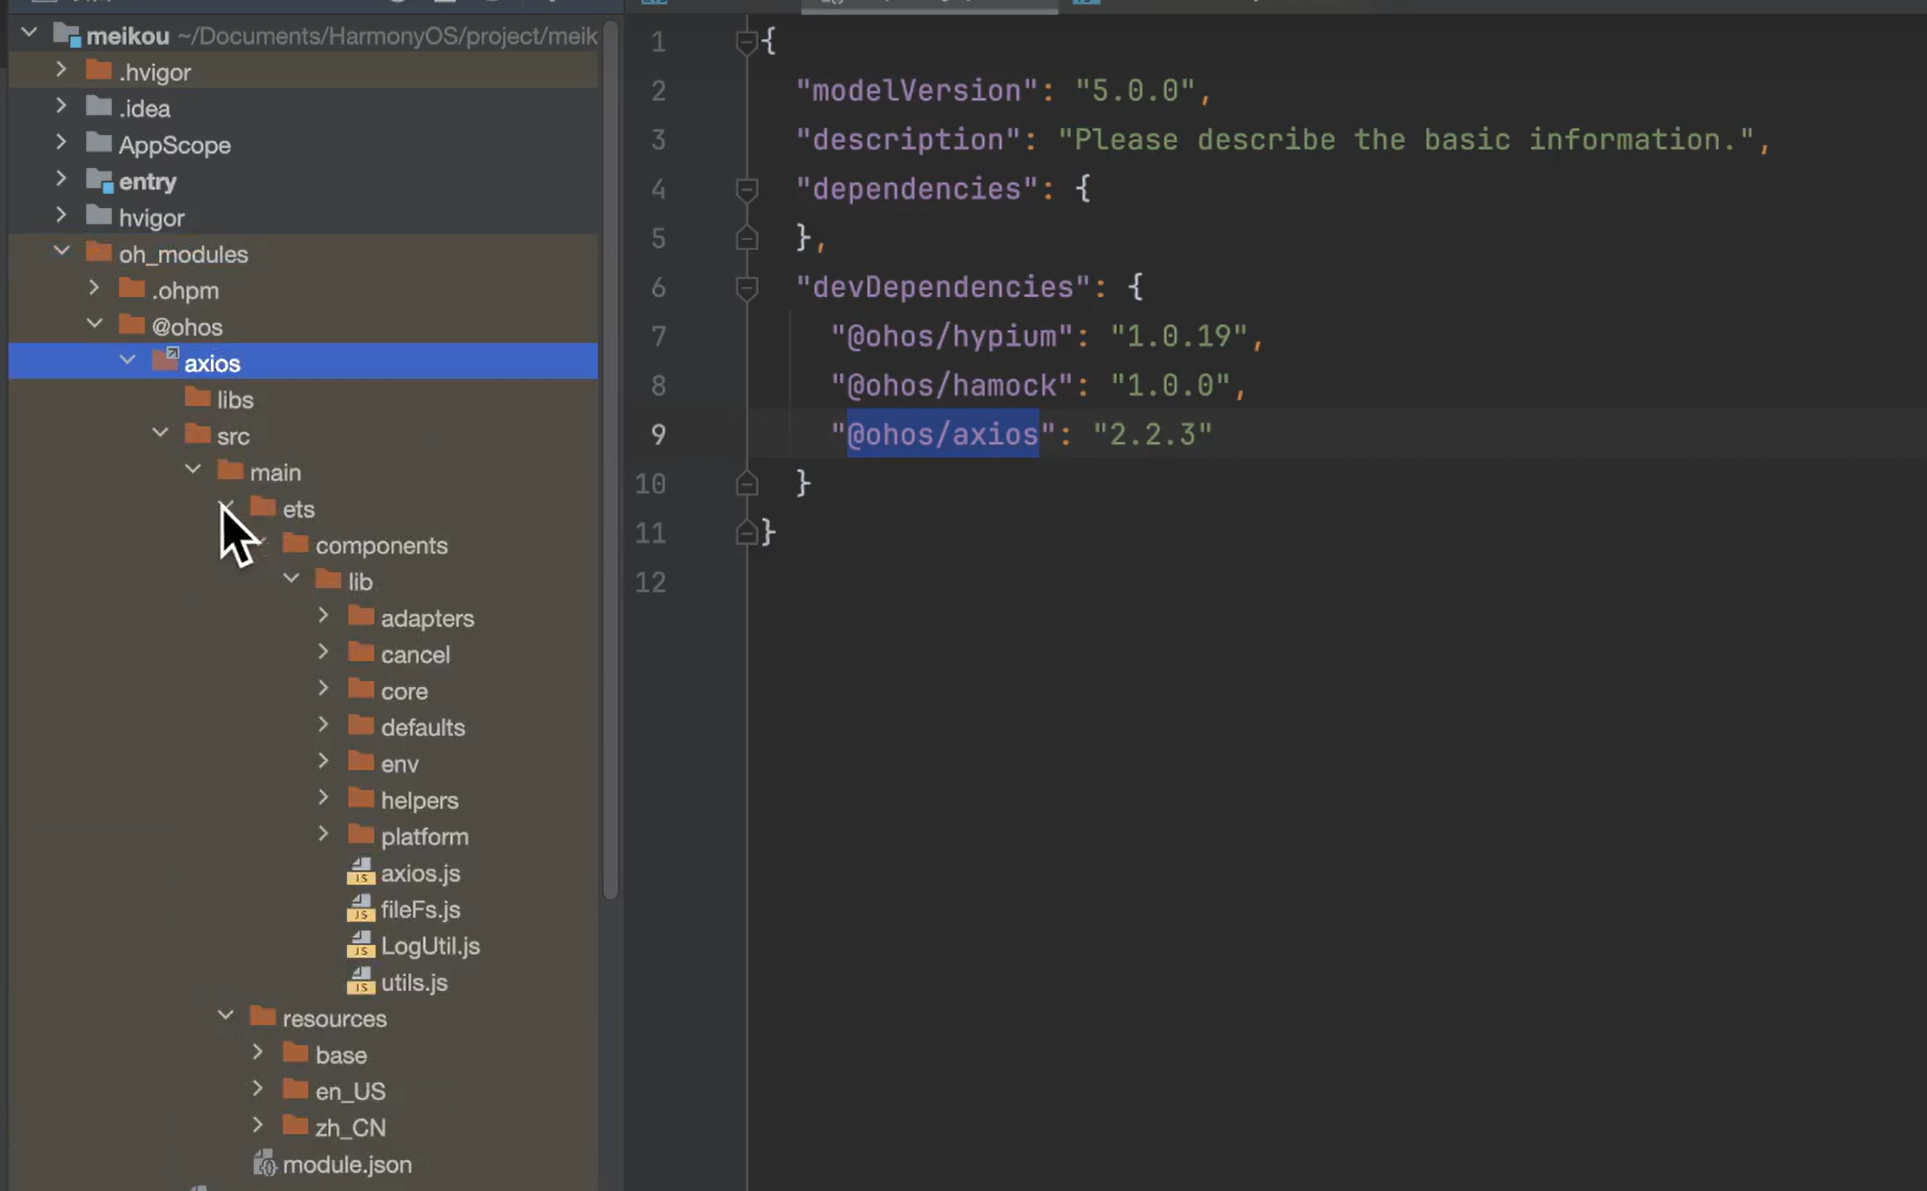 meikou ~/Documents/HarmonyOS/project/meik
.hvigor
.idea
AppScope
entry
hvigor
oh_modules
.ohpm
@ohos
axios
libs
src
main
ets
components
lib
adapters
cancel
core
defaults
env
helpers
platform
axios.js
fileFs.js
LogUtil.js
utils.js
resources
base
en_US
zh_CN
module.json
1 {
2 "modelVersion": "5.0.0",
3 "description": "Please describe the basic information.",
4 "dependencies": {
5 },
6 "devDependencies": {
7 "@ohos/hypium": "1.0.19",
8 "@ohos/hamock": "1.0.0",
9 "@ohos/axios": "2.2.3"
10 }
11 }
12